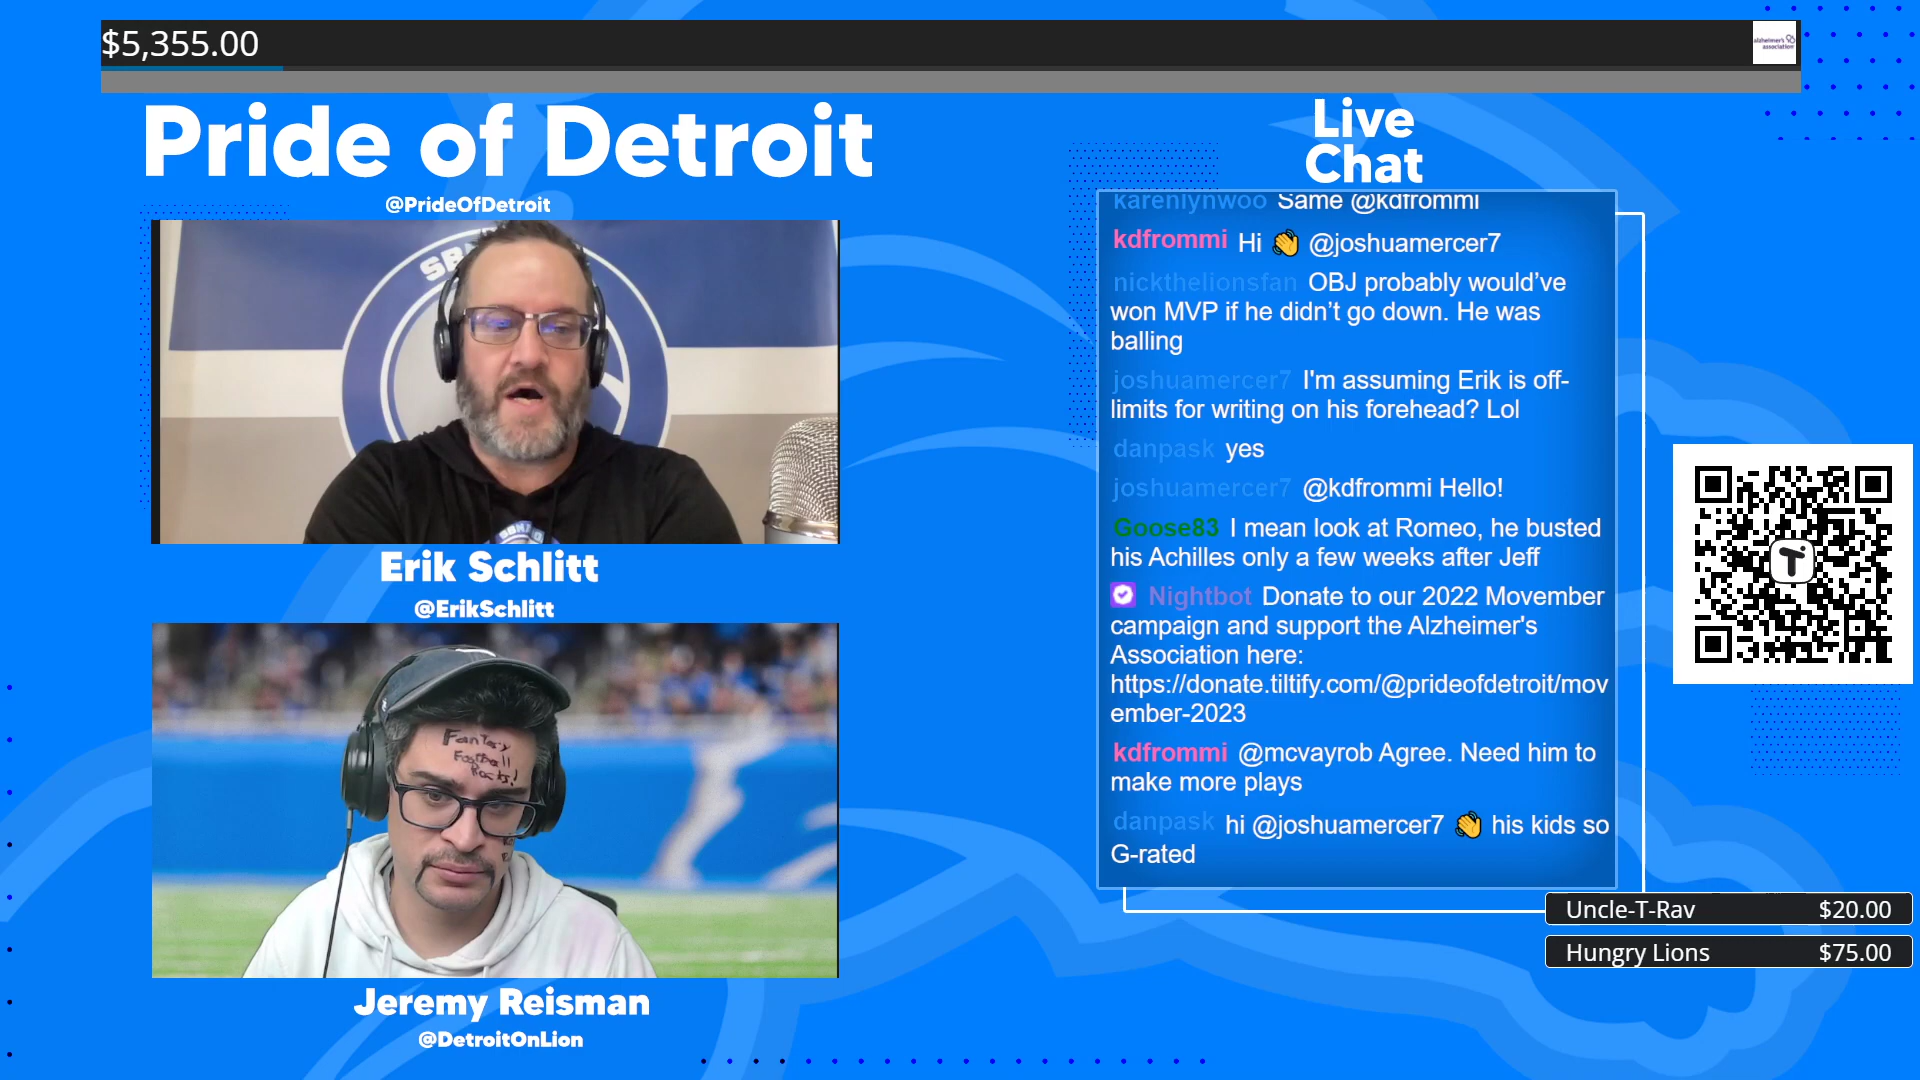 $5,355.00
alzheimer's
association
Pride of Detroit
@PrideOfDetroit
Erik Schlitt
@ErikSchlitt
Fantasy
Football
Rocks!
Jeremy Reisman
@DetroitOnLion
Live
Chat
karenlynwoo Same @kdfrommi
kdfrommi Hi 👏 @joshuamercer7
nickthelionsfan OBJ probably would’ve
won MVP if he didn’t go down. He was
balling
joshuamercer7 I'm assuming Erik is off-
limits for writing on his forehead? Lol
danpask yes
joshuamercer7 @kdfrommi Hello!
Goose83 I mean look at Romeo, he busted
his Achilles only a few weeks after Jeff
Nightbot Donate to our 2022 Movember
campaign and support the Alzheimer's
Association here:
https://donate.tiltify.com/@prideofdetroit/mov
ember-2023
kdfrommi @mcvayrob Agree. Need him to
make more plays
danpask hi @joshuamercer7 👏 his kids so
G-rated
Uncle-T-Rav $20.00
Hungry Lions $75.00